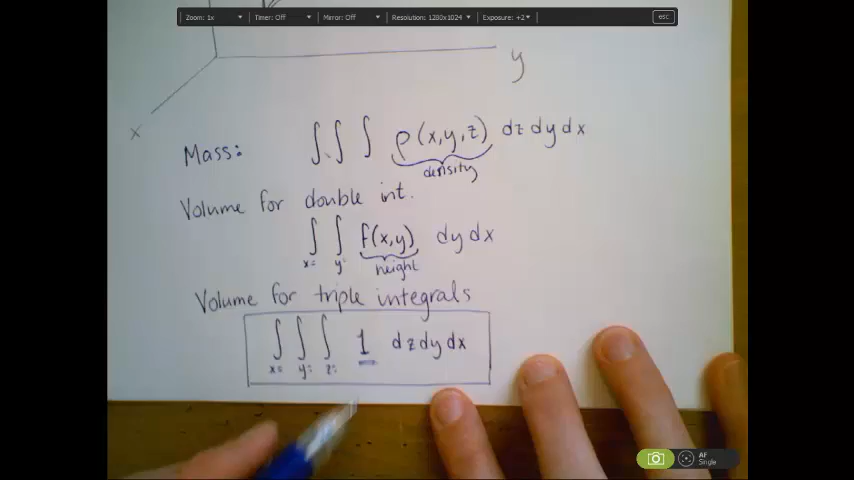 Zoom: 1x Timer: Off Mirror: Off Resolution: 1280x1024 Exposure: +2 esc
y
x
Mass: ∫ ∫ ∫ ρ(x,y,z) dz dy dx
density
Volume for double int.
∫ ∫ f(x,y) dy dx
x= y= height
Volume for triple integrals
∫ ∫ ∫ 1 dz dy dx
x= y= z=
AF
Single